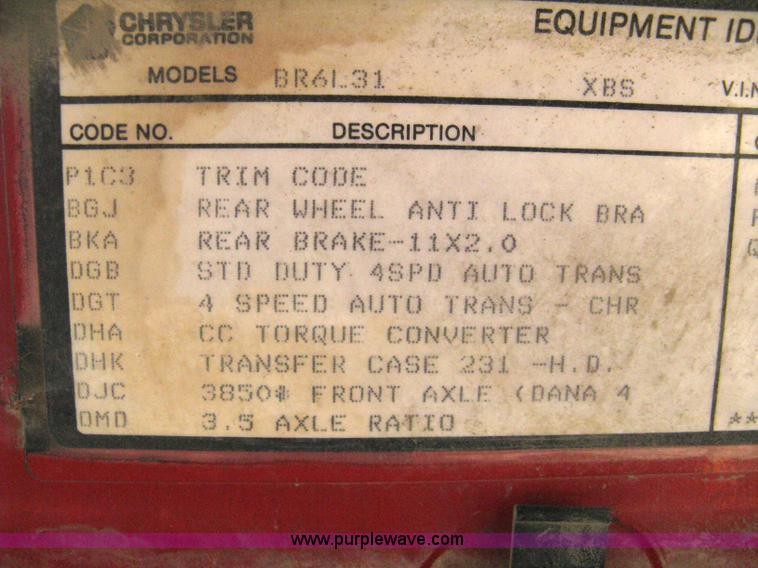 CHRYSLER EQUIPMENT ID
CORPORATION
MODELS BR6L31 XBS V.I.N
CODE NO. DESCRIPTION
P1C3 TRIM CODE
BGJ REAR WHEEL ANTI LOCK BRA
BKA REAR BRAKE-11X2.0
DGB STD DUTY 4SPD AUTO TRANS
DGT 4 SPEED AUTO TRANS - CHR
DHA CC TORQUE CONVERTER
DHK TRANSFER CASE 231 -H.D.
DJC 3850# FRONT AXLE (DANA 4
DMD 3.5 AXLE RATIO **
www.purplewave.com